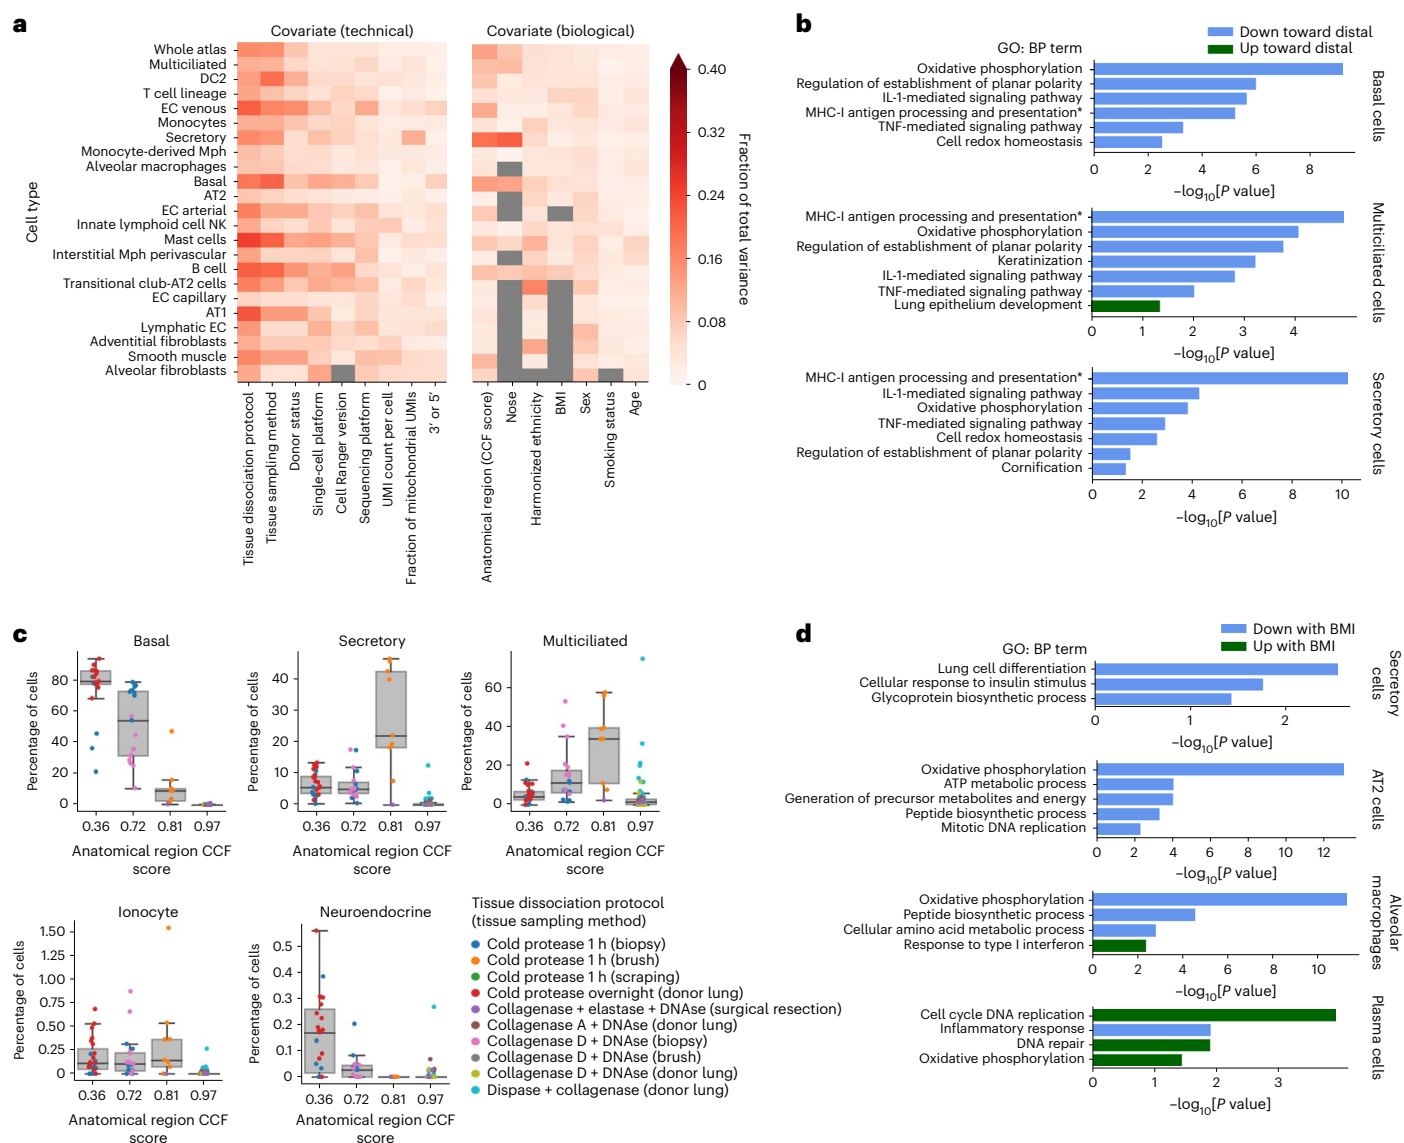 a
Covariate (technical)
Covariate (biological)
Cell type
Whole atlas
Multiciliated
DC2
T cell lineage
EC venous
Monocytes
Secretory
Monocyte-derived Mph
Alveolar macrophages
Basal
AT2
EC arterial
Innate lymphoid cell NK
Mast cells
Interstitial Mph perivascular
B cell
Transitional club-AT2 cells
EC capillary
AT1
Lymphatic EC
Adventitial fibroblasts
Smooth muscle
Alveolar fibroblasts
Tissue dissociation protocol
Tissue sampling method
Donor status
Single-cell platform
Cell Ranger version
Sequencing platform
UMI count per cell
Fraction of mitochondrial UMIs
3′ or 5′
Anatomical region (CCF score)
Nose
Harmonized ethnicity
BMI
Sex
Smoking status
Age
0.40
0.32
0.24
0.16
0.08
0
Fraction of total variance
b
Down toward distal
Up toward distal
GO: BP term
Oxidative phosphorylation
Regulation of establishment of planar polarity
IL-1-mediated signaling pathway
MHC-I antigen processing and presentation*
TNF-mediated signaling pathway
Cell redox homeostasis
0 2 4 6 8
–log10[P value]
Basal cells
MHC-I antigen processing and presentation*
Oxidative phosphorylation
Regulation of establishment of planar polarity
Keratinization
IL-1-mediated signaling pathway
TNF-mediated signaling pathway
Lung epithelium development
0 1 2 3 4
–log10[P value]
Multiciliated cells
MHC-I antigen processing and presentation*
IL-1-mediated signaling pathway
Oxidative phosphorylation
TNF-mediated signaling pathway
Cell redox homeostasis
Regulation of establishment of planar polarity
Cornification
0 2 4 6 8 10
–log10[P value]
Secretory cells
c
Basal
Percentage of cells
80
60
40
20
0
0.36 0.72 0.81 0.97
Anatomical region CCF
score
Secretory
Percentage of cells
40
30
20
10
0
0.36 0.72 0.81 0.97
Anatomical region CCF
score
Multiciliated
Percentage of cells
60
40
20
0
0.36 0.72 0.81 0.97
Anatomical region CCF
score
Ionocyte
Percentage of cells
1.50
1.25
1.00
0.75
0.50
0.25
0
0.36 0.72 0.81 0.97
Anatomical region CCF
score
Neuroendocrine
Percentage of cells
0.5
0.4
0.3
0.2
0.1
0
0.36 0.72 0.81 0.97
Anatomical region CCF
score
Tissue dissociation protocol
(tissue sampling method)
Cold protease 1 h (biopsy)
Cold protease 1 h (brush)
Cold protease 1 h (scraping)
Cold protease overnight (donor lung)
Collagenase + elastase + DNAse (surgical resection)
Collagenase A + DNAse (donor lung)
Collagenase D + DNAse (biopsy)
Collagenase D + DNAse (brush)
Collagenase D + DNAse (donor lung)
Dispase + collagenase (donor lung)
d
Down with BMI
Up with BMI
GO: BP term
Lung cell differentiation
Cellular response to insulin stimulus
Glycoprotein biosynthetic process
0 1 2
–log10[P value]
Secretory
cells
Oxidative phosphorylation
ATP metabolic process
Generation of precursor metabolites and energy
Peptide biosynthetic process
Mitotic DNA replication
0 2 4 6 8 10 12
–log10[P value]
AT2 cells
Oxidative phosphorylation
Peptide biosynthetic process
Cellular amino acid metabolic process
Response to type I interferon
0 2 4 6 8 10
–log10[P value]
Alveolar
macrophages
Cell cycle DNA replication
Inflammatory response
DNA repair
Oxidative phosphorylation
0 1 2 3
–log10[P value]
Plasma cells